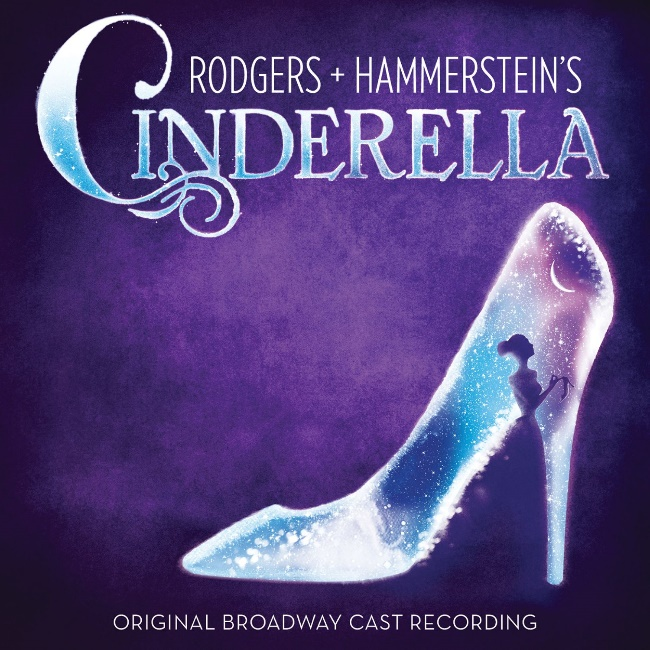 RODGERS + HAMMERSTEIN'S
CINDERELLA
ORIGINAL BROADWAY CAST RECORDING